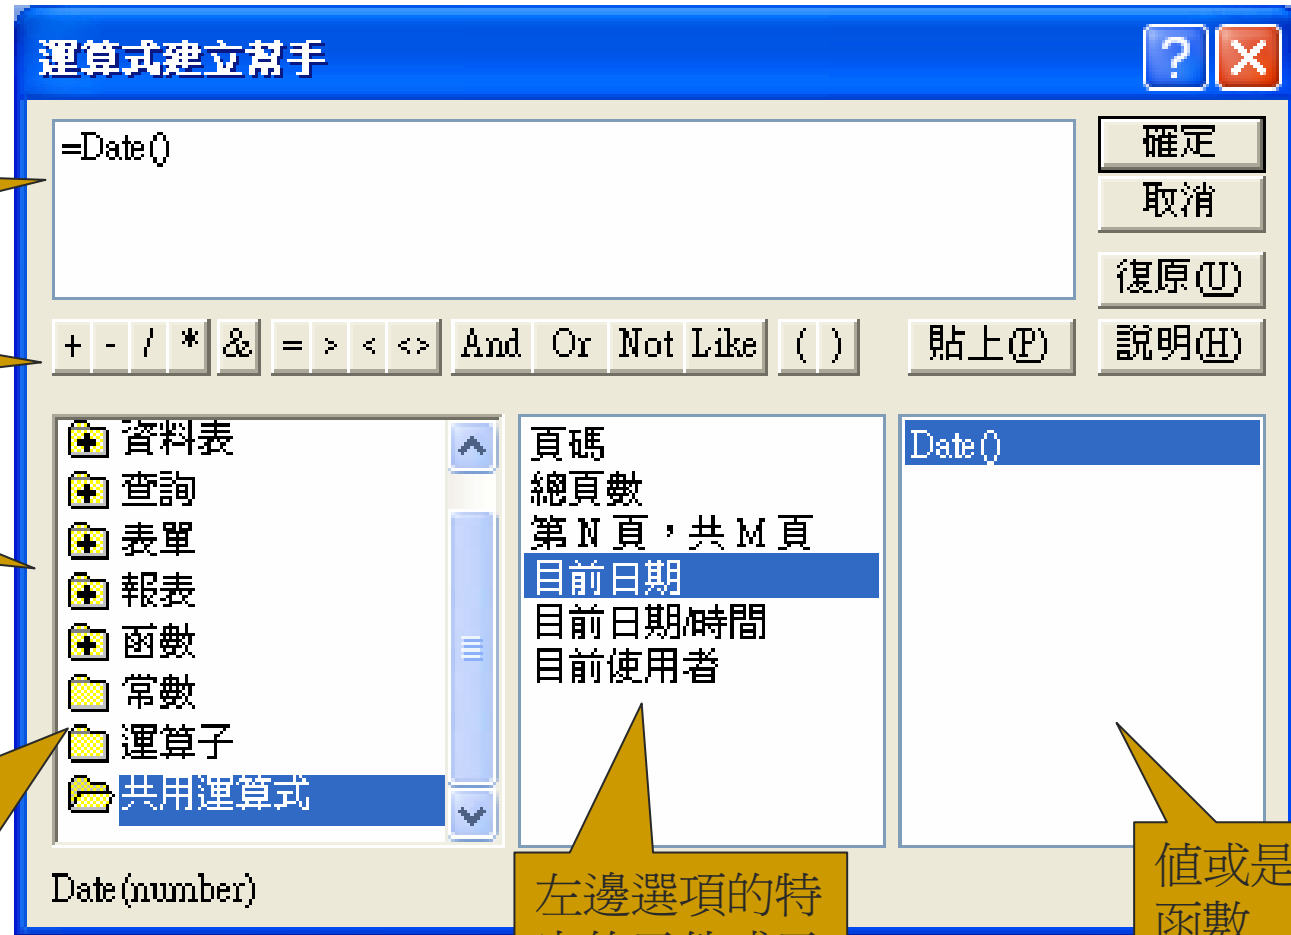 運算式建立幫手
=Date()
確定
取消
復原(U)
+ - / * & = > < <> And Or Not Like ( ) 貼上(P) 說明(H)
資料表
查詢
表單
報表
函數
常數
運算子
共用運算式
頁碼
總頁數
第 N 頁，共 M 頁
目前日期
目前日期/時間
目前使用者
Date()
Date(number)
左邊選項的特
值或是
函數